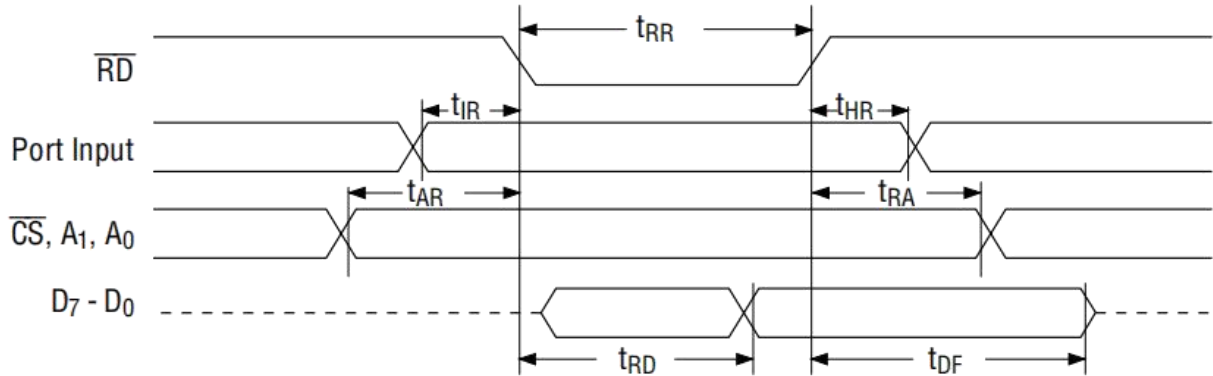 tRR
RD
tIR
tHR
Port Input
tAR
tRA
CS, A1, A0
D7 - D0
tRD
tDF